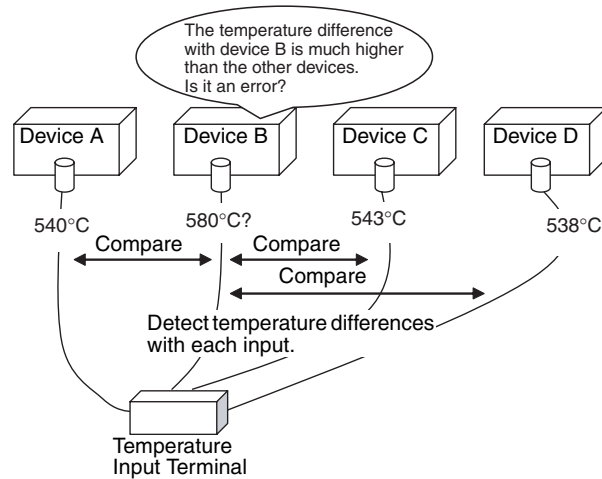 The temperature difference
with device B is much higher
than the other devices.
Is it an error?
Device A
Device B
Device C
Device D
540°C
580°C?
543°C
538°C
Compare
Compare
Compare
Detect temperature differences
with each input.
Temperature
Input Terminal